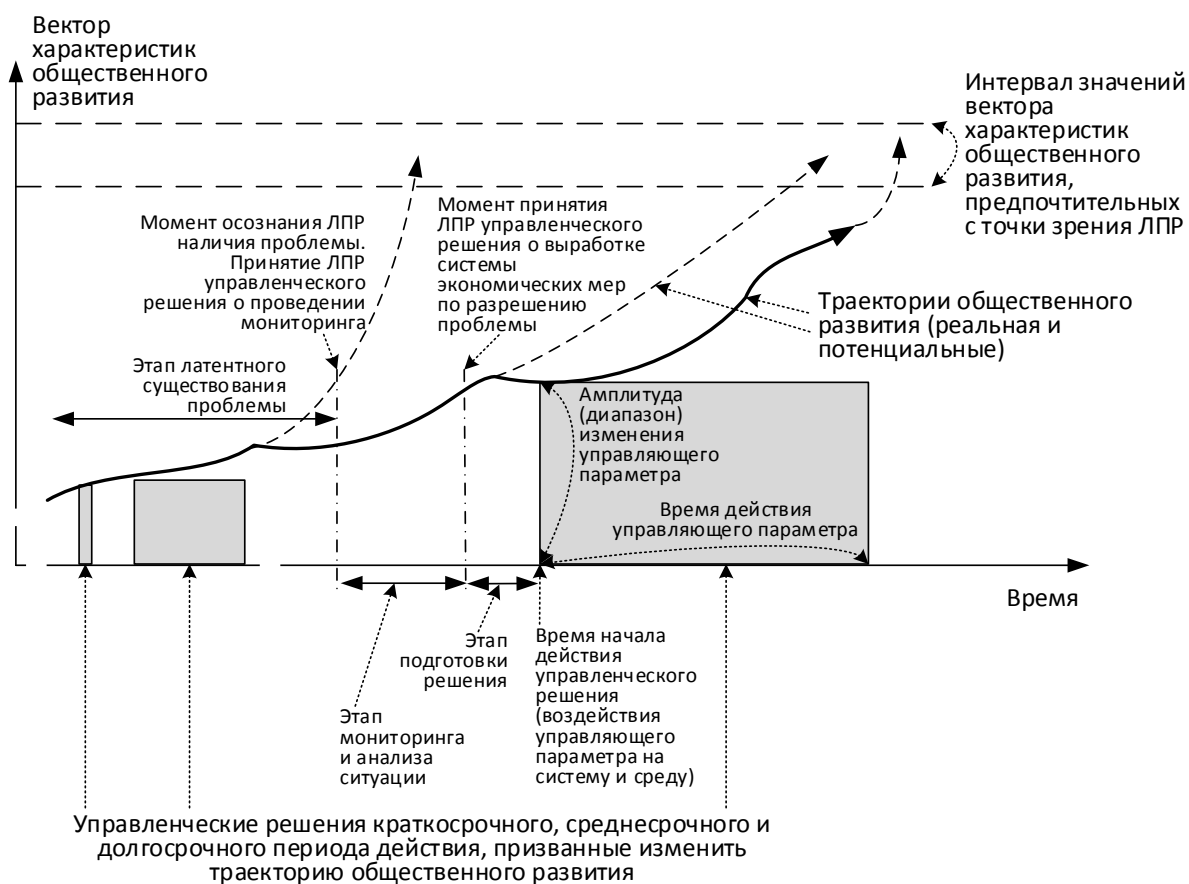 Вектор
характеристик
общественного
развития
Интервал значений
вектора
характеристик
общественного
развития,
предпочтительных
с точки зрения ЛПР
Момент осознания ЛПР
наличия проблемы.
Принятие ЛПР
управленческого
решения о проведении
мониторинга
Момент принятия
ЛПР управленческого
решения о выработке
системы
экономических мер
по разрешению
проблемы
Траектории общественного
развития (реальная и
потенциальные)
Этап латентного
существования
проблемы
Амплитуда
(диапазон)
изменения
управляющего
параметра
Время действия
управляющего параметра
Время
Этап
подготовки
решения
Время начала
действия
управленческого
решения
(воздействия
управляющего
параметра на
систему и среду)
Этап
мониторинга
и анализа
ситуации
Управленческие решения краткосрочного, среднесрочного и
долгосрочного периода действия, призванные изменить
траекторию общественного развития